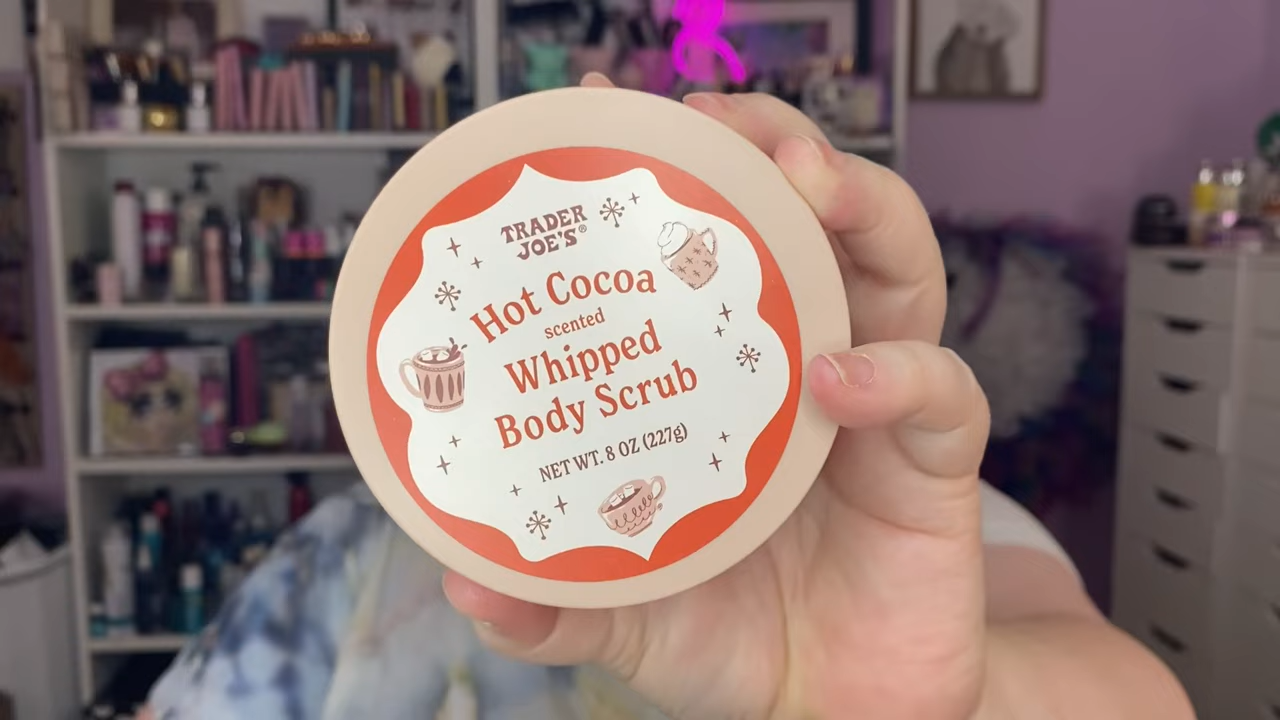 TRADER
JOE'S®
Hot Cocoa
scented
Whipped
Body Scrub
NET WT. 8 OZ (227g)